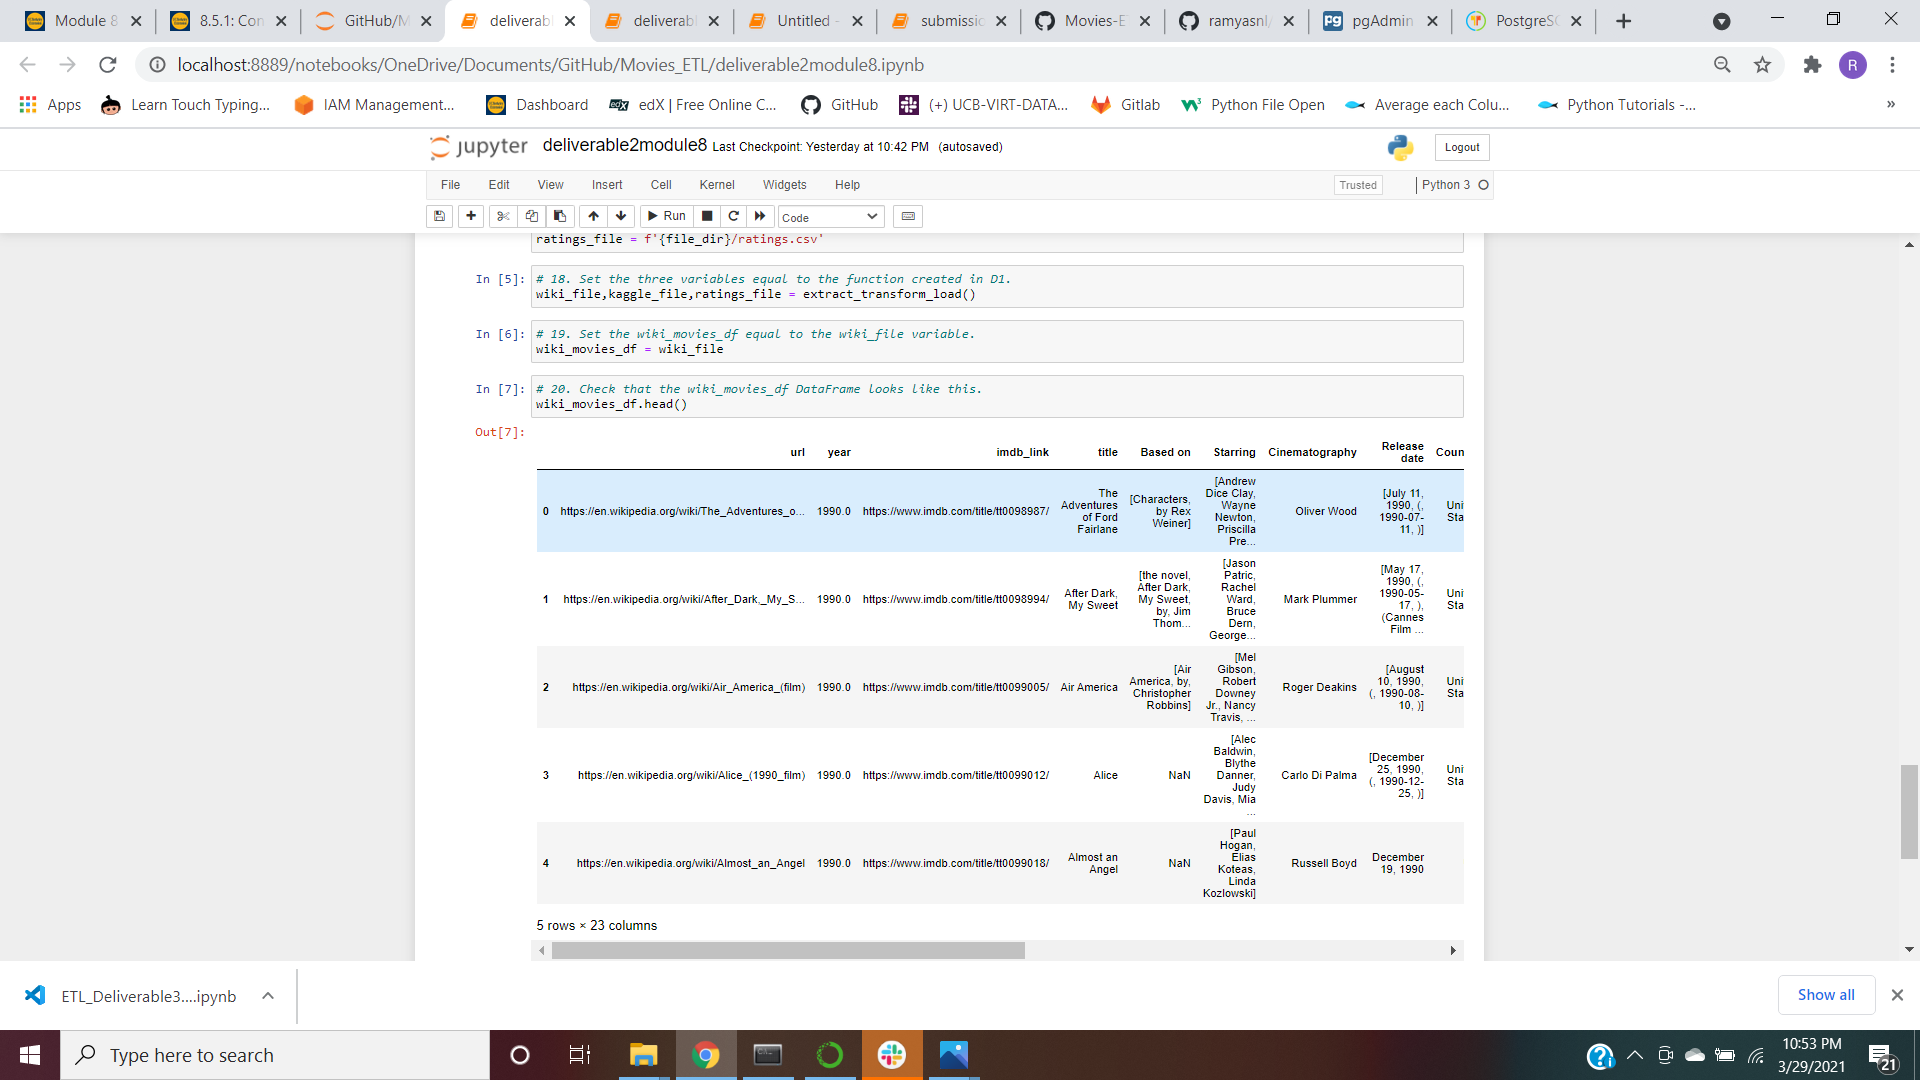 Module 8
8.5.1: Con
GitHub/M
deliverabl
deliverabl
Untitled -
submissio
Movies-E
ramyasnl/
pgAdmin
PostgreSQ
localhost:8889/notebooks/OneDrive/Documents/GitHub/Movies_ETL/deliverable2module8.ipynb
R
Apps
Learn Touch Typing...
IAM Management...
Dashboard
edX | Free Online C...
GitHub
(+) UCB-VIRT-DATA...
Gitlab
Python File Open
Average each Colu...
Python Tutorials -...
»
jupyter deliverable2module8 Last Checkpoint: Yesterday at 10:42 PM (autosaved)
Logout
File Edit View Insert Cell Kernel Widgets Help
Trusted
Python 3
Run
Code
ratings_file = f'{file_dir}/ratings.csv'
In [5]: # 18. Set the three variables equal to the function created in D1.
wiki_file,kaggle_file,ratings_file = extract_transform_load()
In [6]: # 19. Set the wiki_movies_df equal to the wiki_file variable.
wiki_movies_df = wiki_file
In [7]: # 20. Check that the wiki_movies_df DataFrame looks like this.
wiki_movies_df.head()
Out[7]:
url year imdb_link title Based on Starring Cinematography Release date Coun
0 https://en.wikipedia.org/wiki/The_Adventures_o... 1990.0 https://www.imdb.com/title/tt0098987/ The Adventures of Ford Fairlane [Characters, by Rex Weiner] [Andrew Dice Clay, Wayne Newton, Priscilla Pre... Oliver Wood [July 11, 1990, (, 1990-07-11, )] Uni Sta
1 https://en.wikipedia.org/wiki/After_Dark,_My_S... 1990.0 https://www.imdb.com/title/tt0098994/ After Dark, My Sweet [the novel, After Dark, My Sweet, by, Jim Thom... [Jason Patric, Rachel Ward, Bruce Dern, George... Mark Plummer [May 17, 1990, (, 1990-05-17, ), (Cannes Film ... Uni Sta
2 https://en.wikipedia.org/wiki/Air_America_(film) 1990.0 https://www.imdb.com/title/tt0099005/ Air America [Air America, by, Christopher Robbins] [Mel Gibson, Robert Downey Jr., Nancy Travis, ... Roger Deakins [August 10, 1990, (, 1990-08-10, )] Uni Sta
3 https://en.wikipedia.org/wiki/Alice_(1990_film) 1990.0 https://www.imdb.com/title/tt0099012/ Alice NaN [Alec Baldwin, Blythe Danner, Judy Davis, Mia ... Carlo Di Palma [December 25, 1990, (, 1990-12-25, )] Uni Sta
4 https://en.wikipedia.org/wiki/Almost_an_Angel 1990.0 https://www.imdb.com/title/tt0099018/ Almost an Angel NaN [Paul Hogan, Elias Koteas, Linda Kozlowski] Russell Boyd December 19, 1990
5 rows × 23 columns
ETL_Deliverable3....ipynb
Show all
Type here to search
10:53 PM
3/29/2021
21